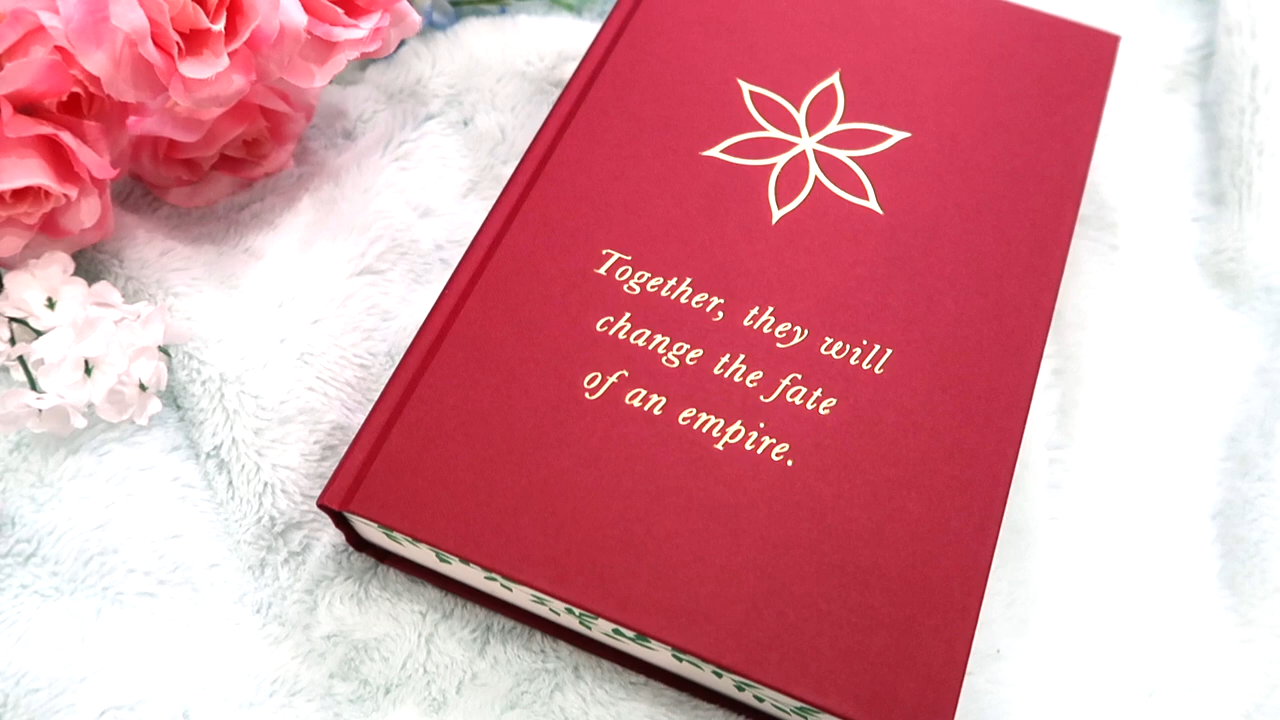 Together, they will
change the fate
of an empire.